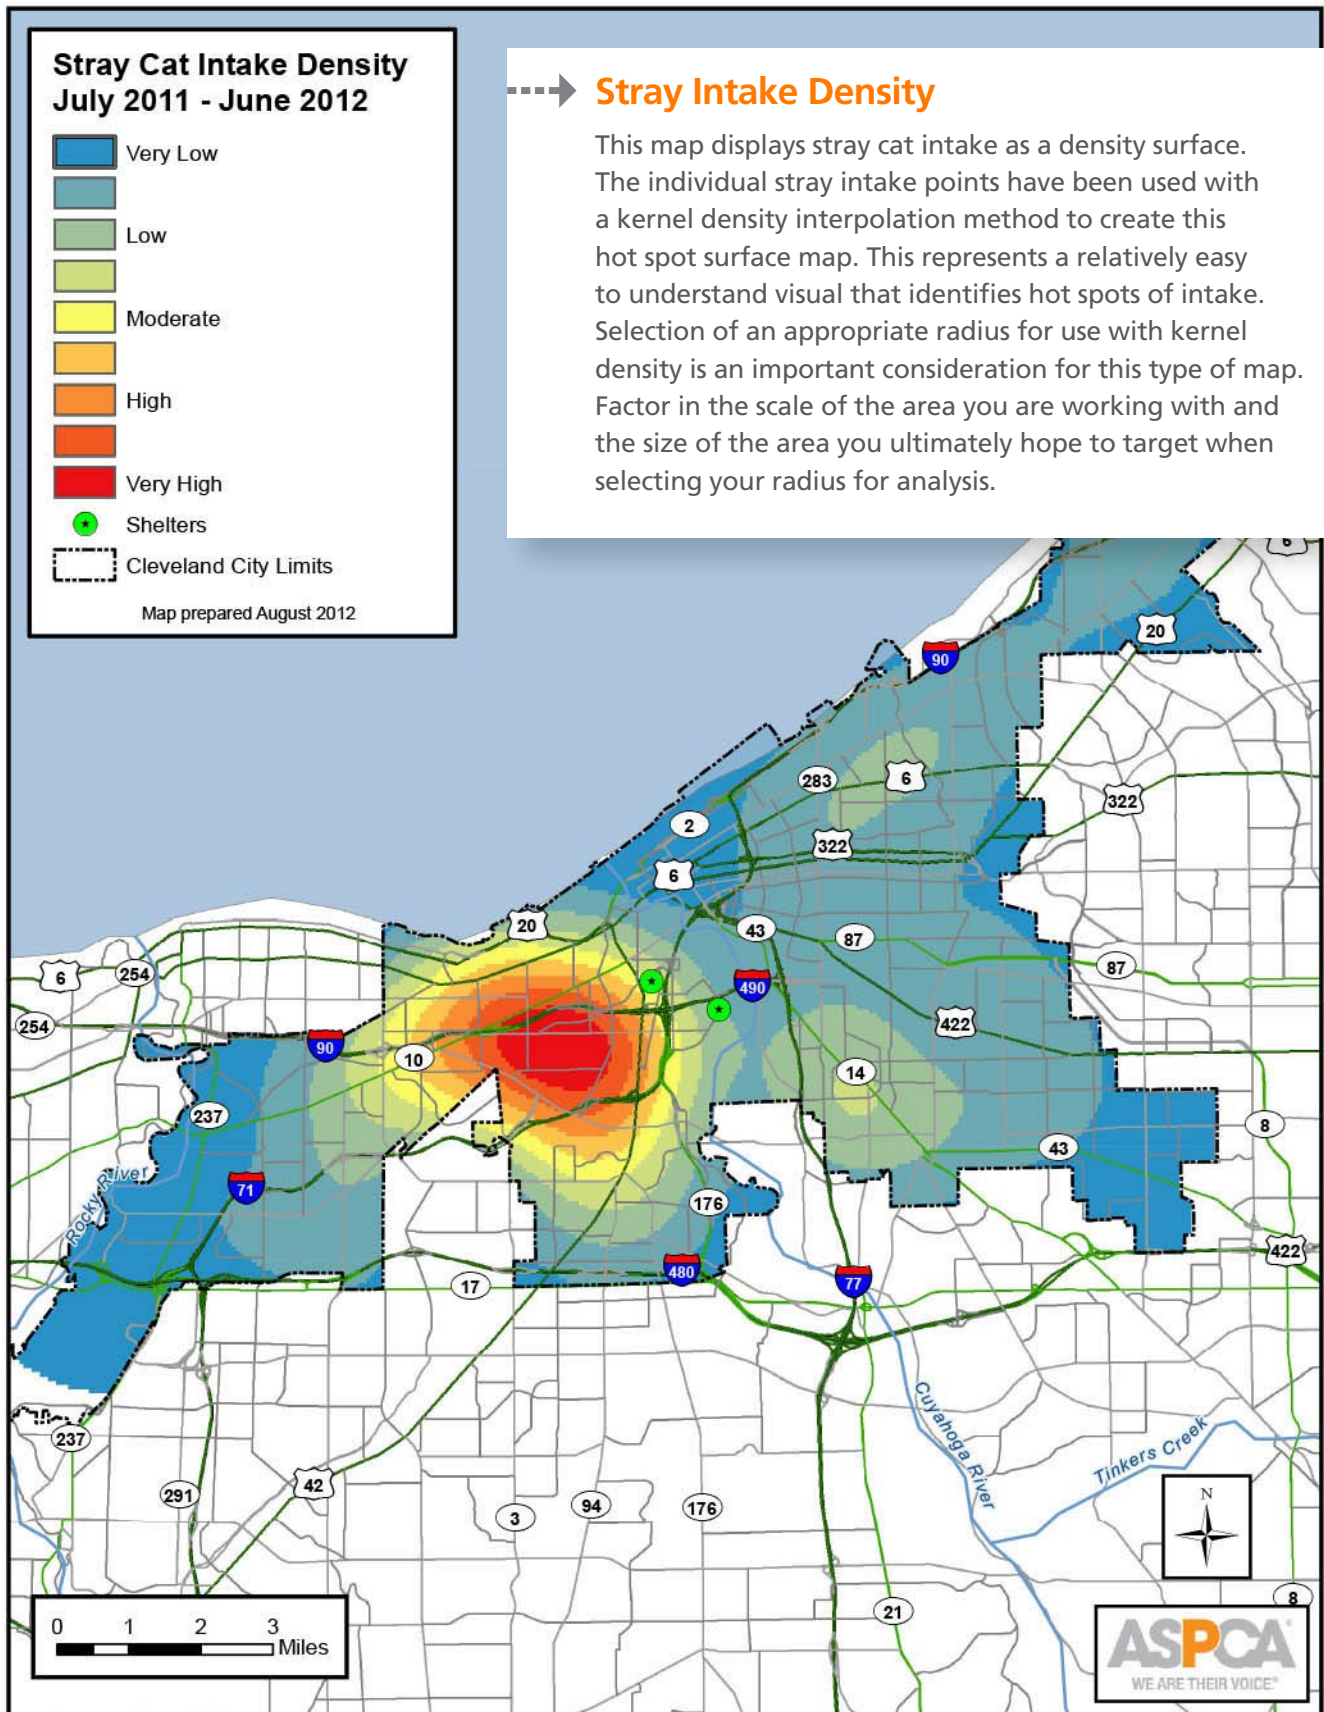 Stray Cat Intake Density
July 2011 - June 2012
Very Low
Low
Moderate
High
Very High
Shelters
Cleveland City Limits
Map prepared August 2012
Stray Intake Density
This map displays stray cat intake as a density surface.
The individual stray intake points have been used with
a kernel density interpolation method to create this
hot spot surface map. This represents a relatively easy
to understand visual that identifies hot spots of intake.
Selection of an appropriate radius for use with kernel
density is an important consideration for this type of map.
Factor in the scale of the area you are working with and
the size of the area you ultimately hope to target when
selecting your radius for analysis.
6
20
90
283
6
322
2
322
6
20
43
87
87
6
254
490
254
422
90
10
14
237
8
43
71
Rocky River
176
422
480
17
77
Cuyahoga River
237
Tinkers Creek
42
291
94
176
3
N
8
21
0 1 2 3
Miles
ASPCA®
WE ARE THEIR VOICE®